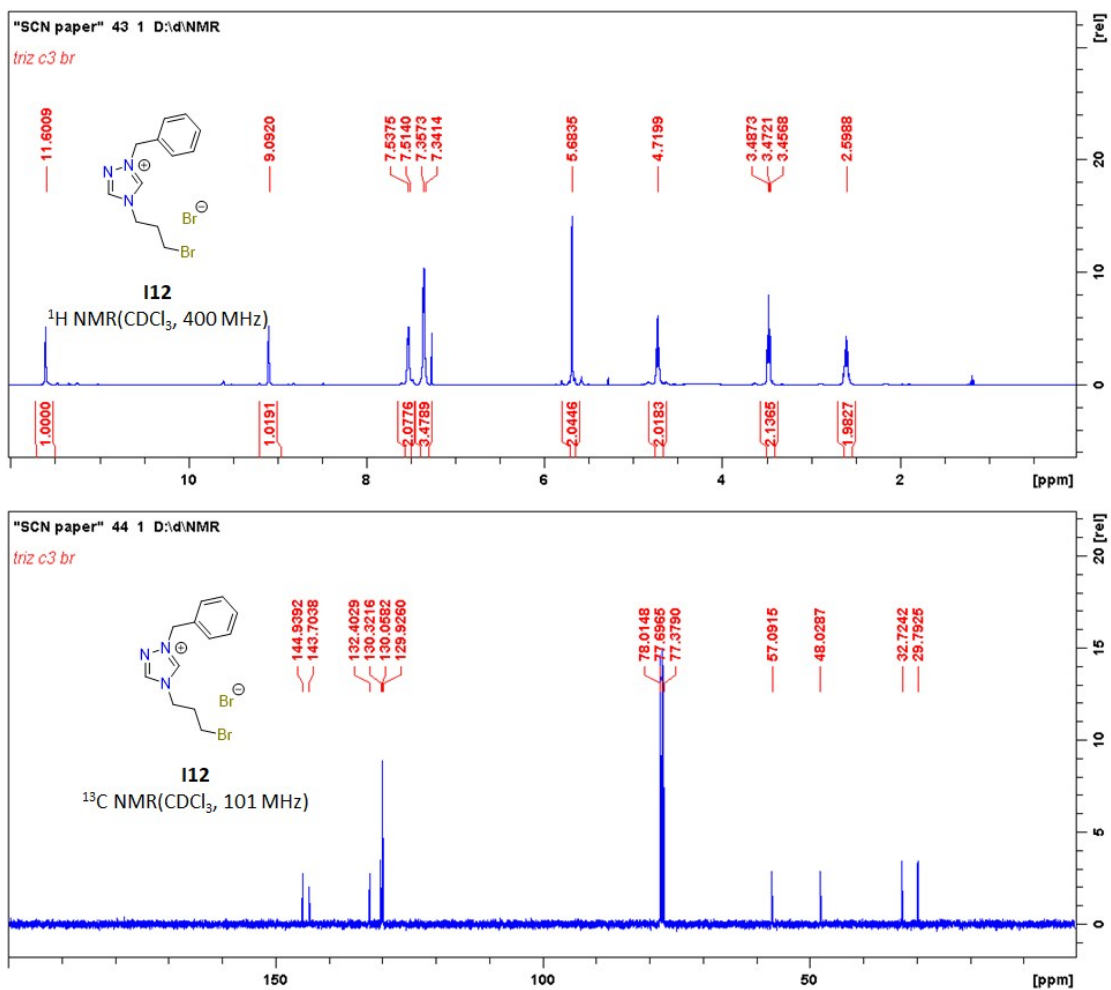 "SCN paper" 43 1 D:\d\NMR
triz c3 br
[rel]
11.6009
9.0920
7.5375
7.5140
7.3573
7.3414
5.6835
4.7199
3.4873
3.4721
3.4568
2.5988
N
N
⊕
N
Br⊖
Br
I12
¹H NMR(CDCl₃, 400 MHz)
20
10
0
1.0000
1.0191
2.0776
3.4789
2.0446
2.0183
2.1365
1.9827
10 8 6 4 2 [ppm]
"SCN paper" 44 1 D:\d\NMR
triz c3 br
[rel]
144.9392
143.7038
132.4029
130.3216
130.0582
129.9260
78.0148
77.6965
77.3790
57.0915
48.0287
32.7242
29.7925
N
N
⊕
N
Br⊖
Br
I12
¹³C NMR(CDCl₃, 101 MHz)
20
15
10
5
0
150 100 50 [ppm]